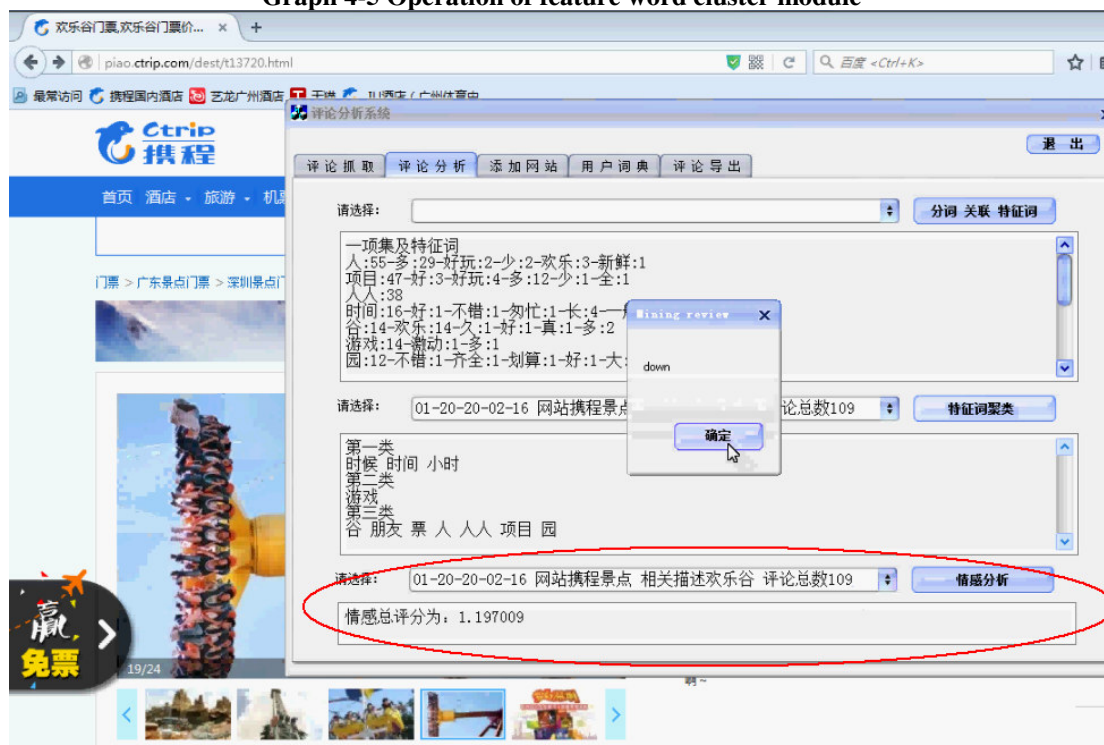 Graph 4-5 Operation of feature word cluster module
欢乐谷门票,欢乐谷门票价... × +
piao.ctrip.com/dest/t13720.html
百度 <Ctrl+K>
最常访问 携程国内酒店 艺龙广州酒店
评论分析系统
Ctrip
携程
退 出
评论抓取 评论分析 添加网站 用户词典 评论导出
首页 酒店 旅游
请选择: 分词 关联 特征词
一项集及特征词
人:55-多:29-好玩:2-少:2-欢乐:3-新鲜:1
项目:47-好:3-好玩:4-多:12-少:1-全:1
人人:38
时间:16-好:1-不错:1-匆忙:1-长:4-一
谷:14-欢乐:14-久:1-好:1-真:1-多:2
游戏:14-激动:1-多:1
园:12-不错:1-齐全:1-划算:1-好:1-大:
门票 > 广东景点门票 > 深圳景点门
Mining review x
down
确定
请选择: 01-20-20-02-16 网站携程景点 论总数109 特征词聚类
第一类
时候 时间 小时
第二类
游戏
第三类
谷 朋友 票 人 人人 项目 园
请选择: 01-20-20-02-16 网站携程景点 相关描述欢乐谷 评论总数109 情感分析
情感总评分为：1.197009
赢
免票
19/24